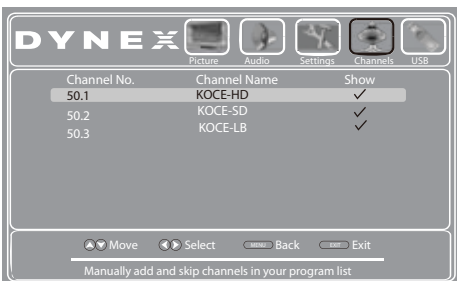 DYNEX
Picture Audio Settings Channels USB
Channel No. Channel Name Show
50.1 KOCE-HD
50.2 KOCE-SD
50.3 KOCE-LB
Move Select MENU Back EXIT Exit
Manually add and skip channels in your program list